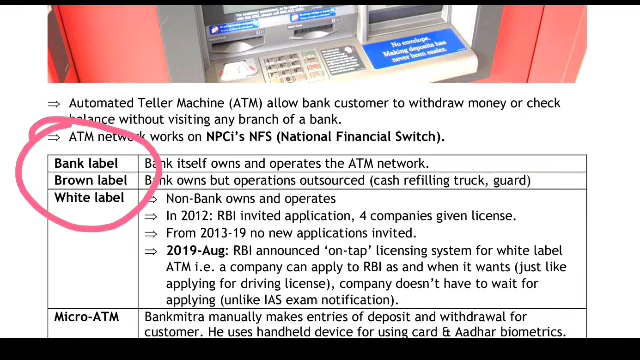 No envelope.
Making deposits has
never been easier.
⇒ Automated Teller Machine (ATM) allow bank customer to withdraw money or check
balance without visiting any branch of a bank.
⇒ ATM network works on NPCi's NFS (National Financial Switch).
Bank label Bank itself owns and operates the ATM network.
Brown label Bank owns but operations outsourced (cash refilling truck, guard)
White label ⇒ Non-Bank owns and operates
⇒ In 2012: RBI invited application, 4 companies given license.
⇒ From 2013-19 no new applications invited.
⇒ 2019-Aug: RBI announced 'on-tap' licensing system for white label
ATM i.e. a company can apply to RBI as and when it wants (just like
applying for driving license), company doesn't have to wait for
applying (unlike IAS exam notification).
Micro-ATM Bankmitra manually makes entries of deposit and withdrawal for
customer. He uses handheld device for using card & Aadhar biometrics.